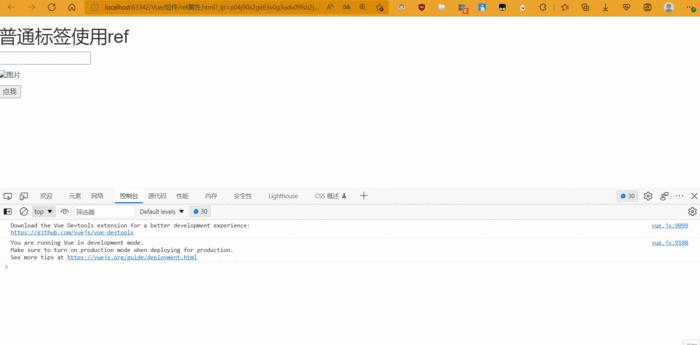 localhost:63342/Vue/组件/ref属性.html?_ijt=
普通标签使用ref
图片
点我
欢迎 元素 网络 控制台 源代码 性能 内存 安全性 Lighthouse CSS 概述 30
top 筛选器 Default levels 30
Download the Vue Devtools extension for a better development experience: vue.js:9099
https://github.com/vuejs/vue-devtools
You are running Vue in development mode. vue.js:9108
Make sure to turn on production mode when deploying for production.
See more tips at https://vuejs.org/guide/deployment.html